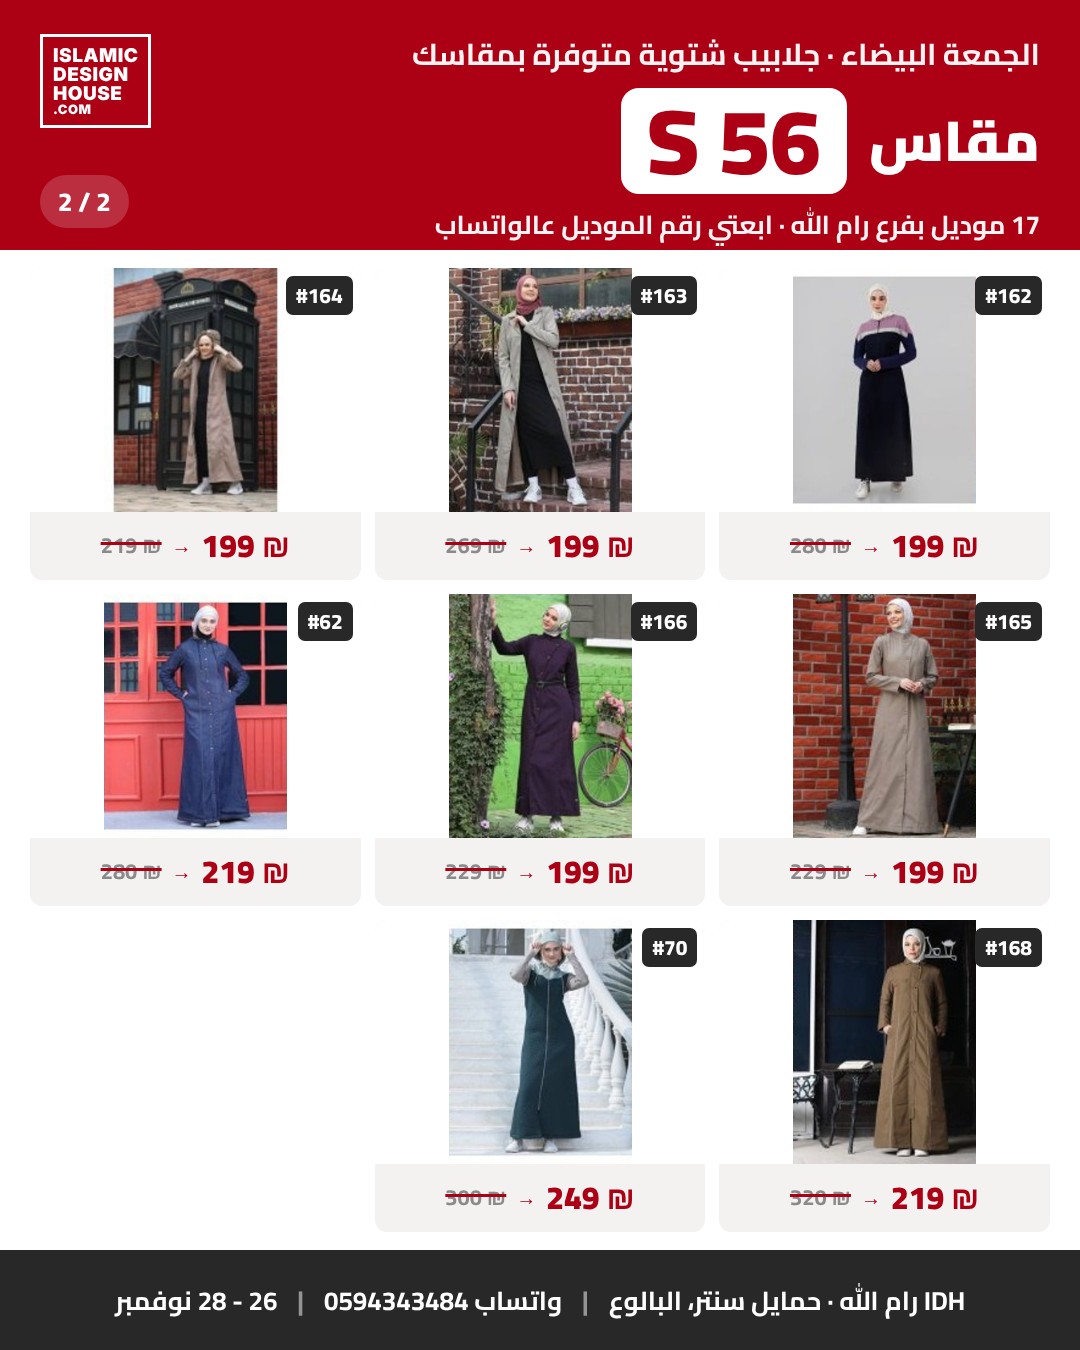 ISLAMIC
DESIGN
HOUSE
.COM
الجمعة البيضاء · جلابيب شتوية متوفرة بمقاسك
مقاس S 56
2 / 2
17 موديل بفرع رام الله · ابعتي رقم الموديل عالواتساب
#162
#163
#164
280 ₪ → 199 ₪
269 ₪ → 199 ₪
219 ₪ → 199 ₪
#165
#166
#62
229 ₪ → 199 ₪
229 ₪ → 199 ₪
280 ₪ → 219 ₪
#168
#70
320 ₪ → 219 ₪
300 ₪ → 249 ₪
IDH رام الله · حمايل سنتر، البالوع | واتساب 0594343484 | 26 - 28 نوفمبر